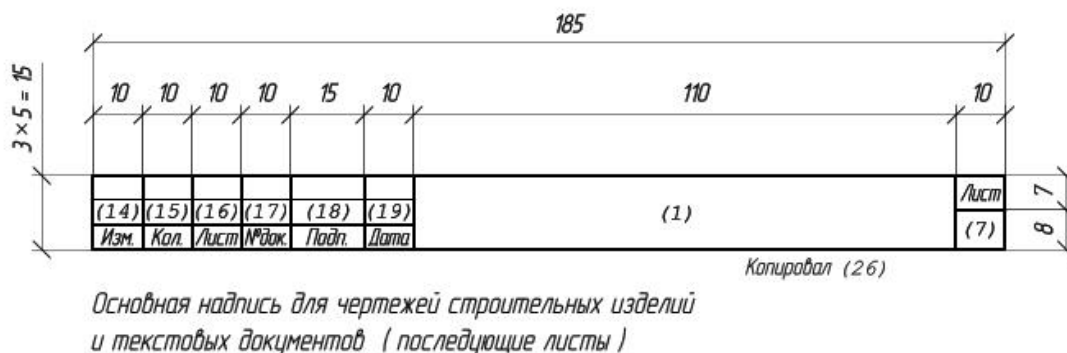 185
3 × 5 = 15
10 10 10 10 15 10 110 10
Лист 7
(14) (15) (16) (17) (18) (19) (1)
(7) 8
Изм. Кол. Лист №док. Подп. Дата
Копировал (26)
Основная надпись для чертежей строительных изделий
и текстовых документов ( последующие листы )